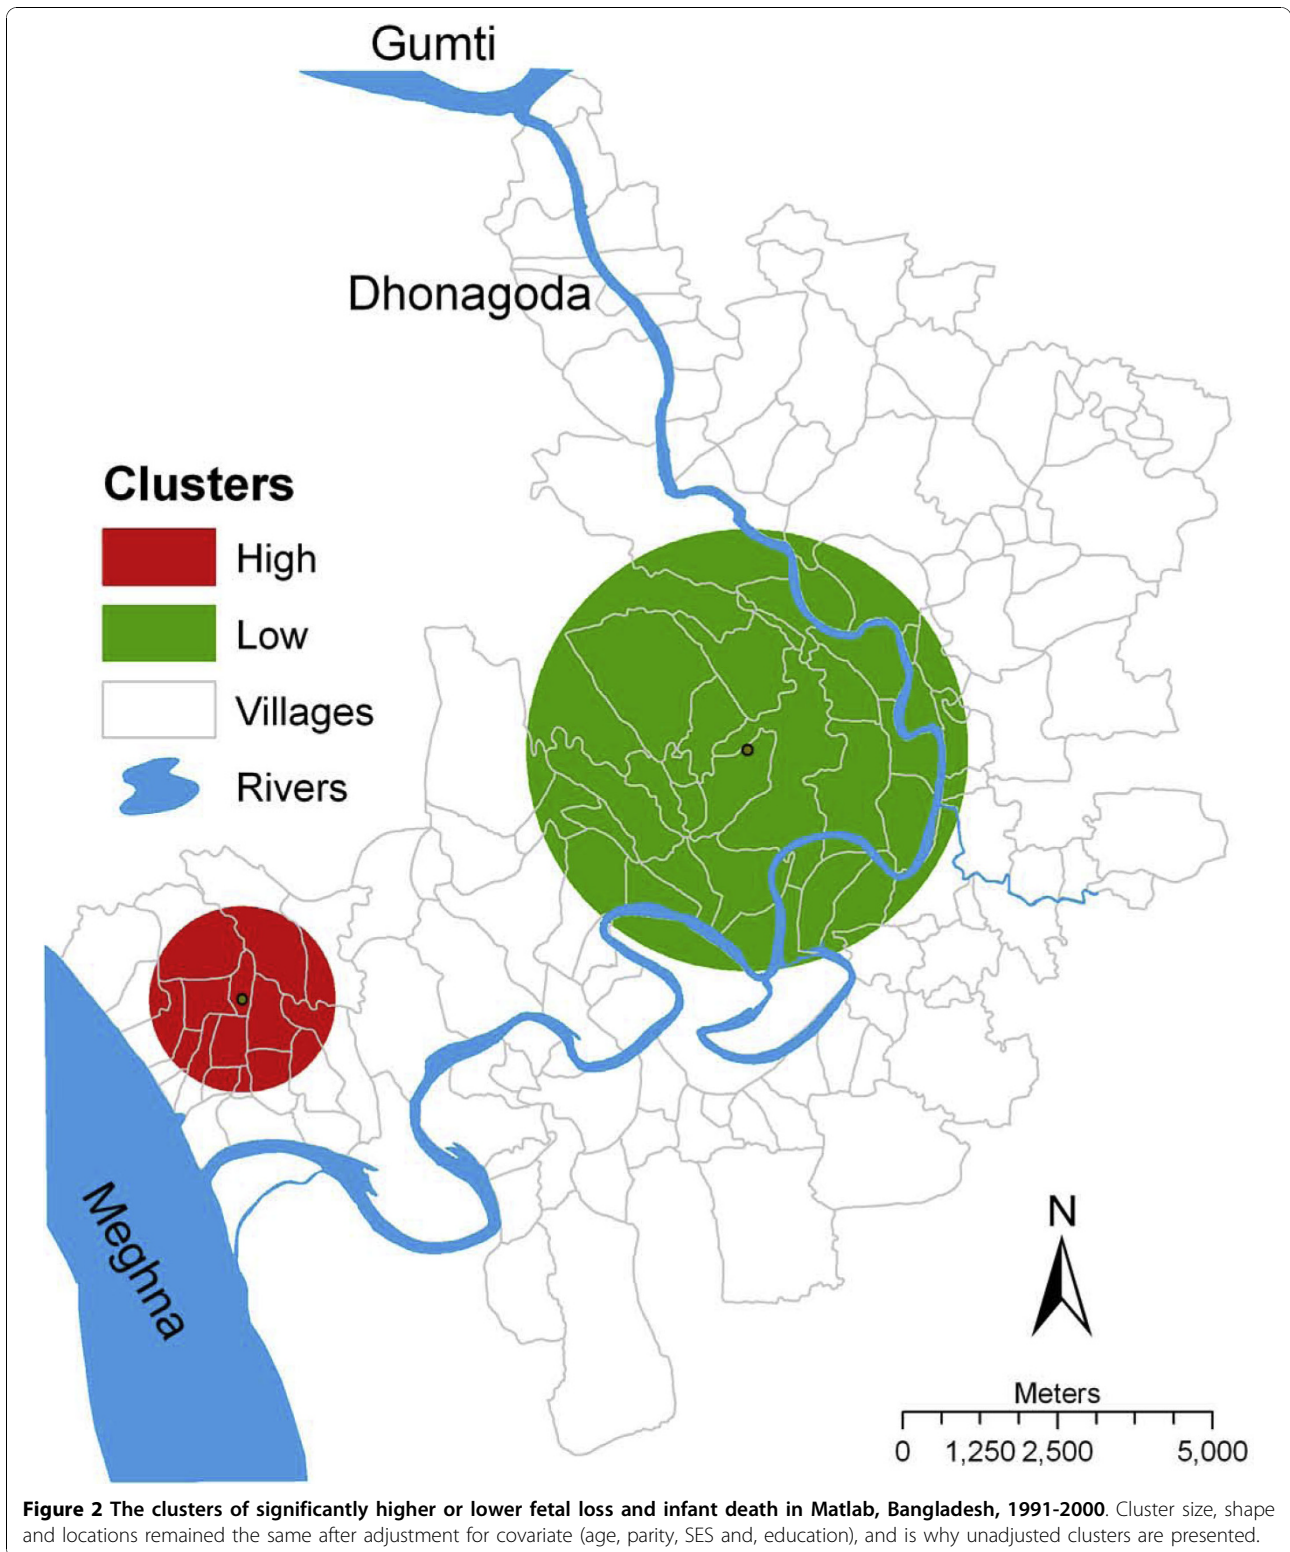 Gumti
Dhonagoda
Clusters
High
Low
Villages
Rivers
Meghna
N
Meters
0 1,250 2,500 5,000
Figure 2 The clusters of significantly higher or lower fetal loss and infant death in Matlab, Bangladesh, 1991-2000. Cluster size, shape
and locations remained the same after adjustment for covariate (age, parity, SES and, education), and is why unadjusted clusters are presented.